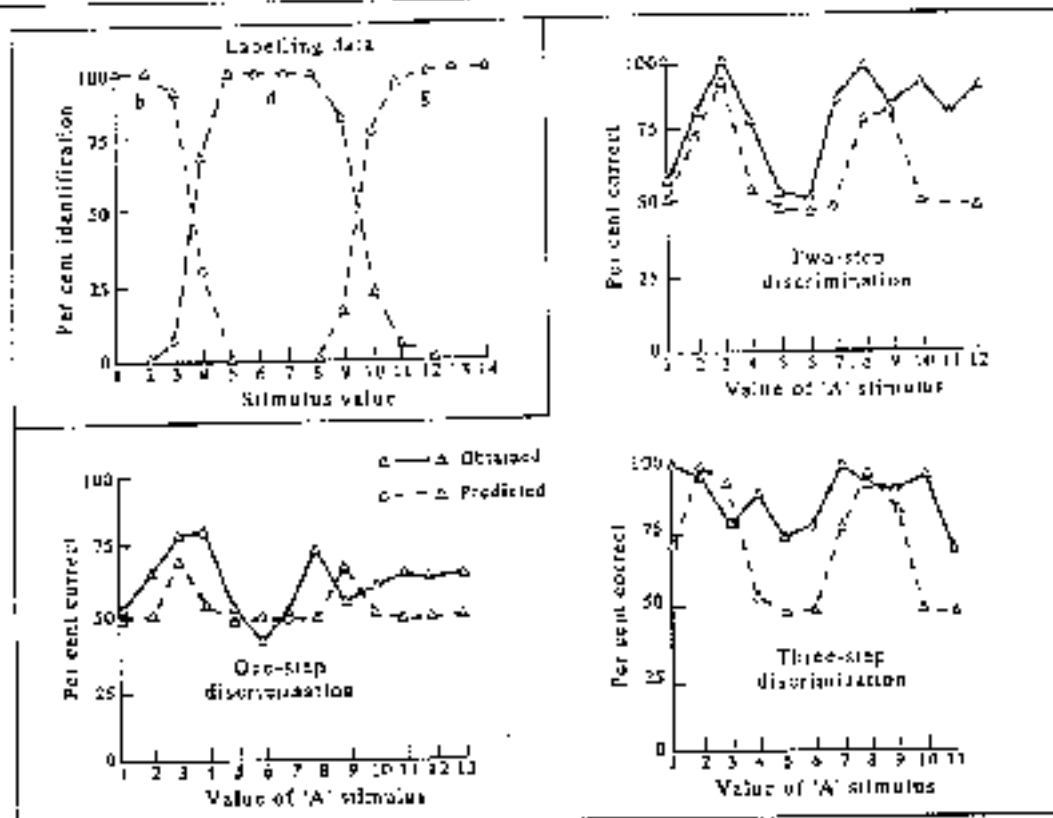 Labelling data
100
75
50
25
0
b
d
g
Per cent identification
1 2 3 4 5 6 7 8 9 10 11 12 13 14
Stimulus value
100
75
50
25
0
Per cent correct
Two-step
discrimination
1 2 3 4 5 6 7 8 9 10 11 12
Value of 'A' stimulus
Obtained
Predicted
100
75
50
25
0
Per cent correct
One-step
discrimination
1 2 3 4 5 6 7 8 9 10 11 12 13
Value of 'A' stimulus
100
75
50
25
0
Per cent correct
Three-step
discrimination
1 2 3 4 5 6 7 8 9 10 11
Value of 'A' stimulus